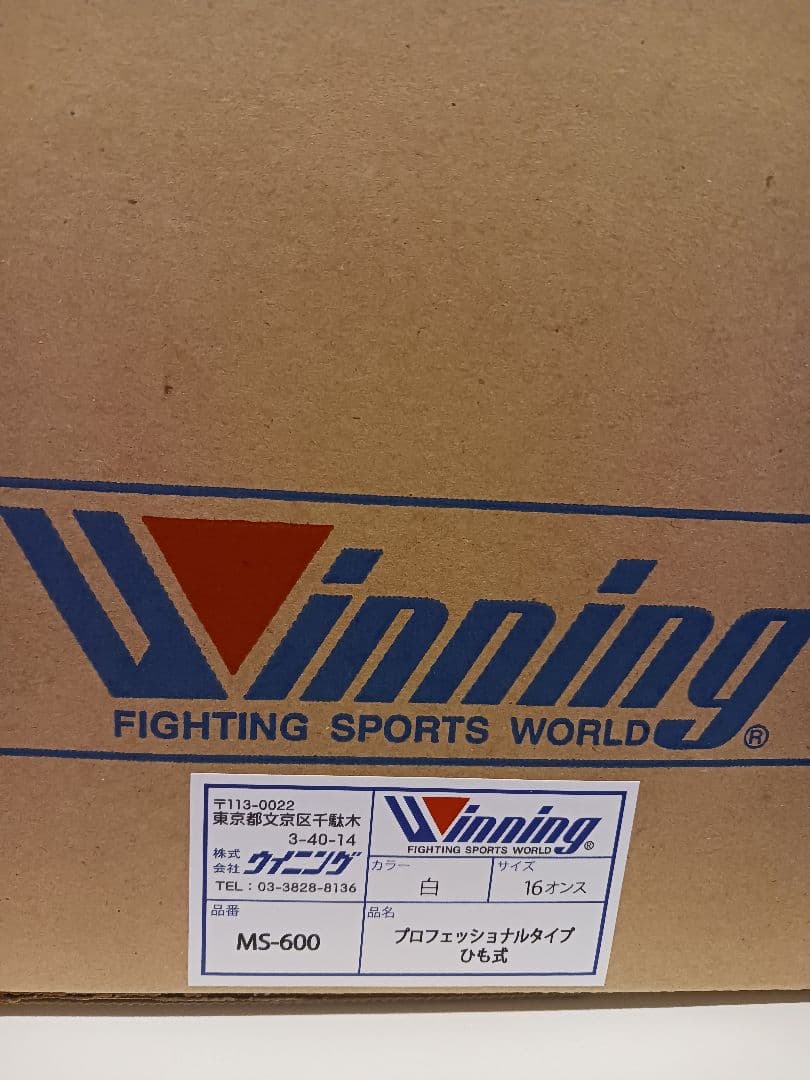 Winning
FIGHTING SPORTS WORLD®
〒113-0022
東京都文京区千駄木
3-40-14
株式会社 ウイニング
TEL：03-3828-8136
Winning
FIGHTING SPORTS WORLD®
カラー
白
サイズ
16オンス
品番
MS-600
品名
プロフェッショナルタイプ
ひも式